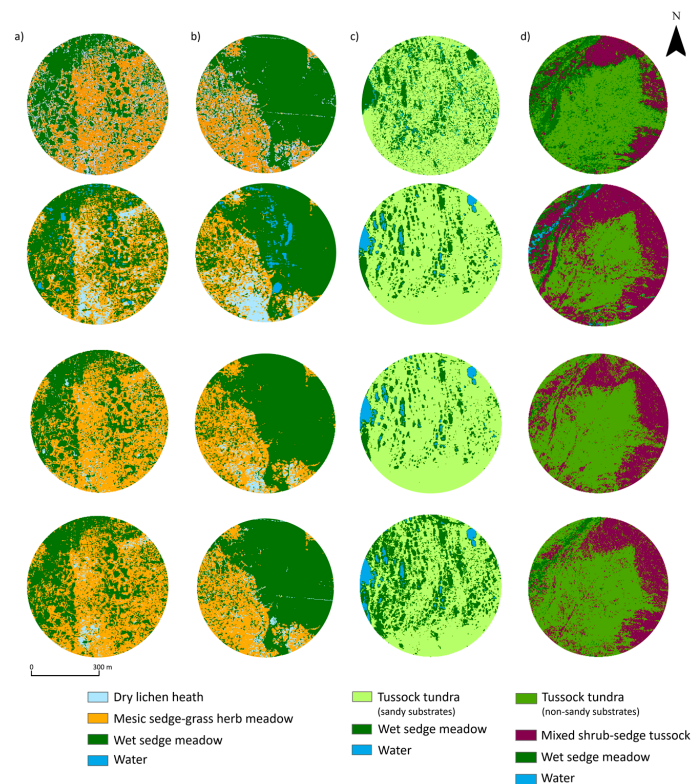 N
a) b) c) d)
0 300 m
Dry lichen heath
Mesic sedge-grass herb meadow
Wet sedge meadow
Water
Tussock tundra
(sandy substrates)
Wet sedge meadow
Water
Tussock tundra
(non-sandy substrates)
Mixed shrub-sedge tussock
Wet sedge meadow
Water